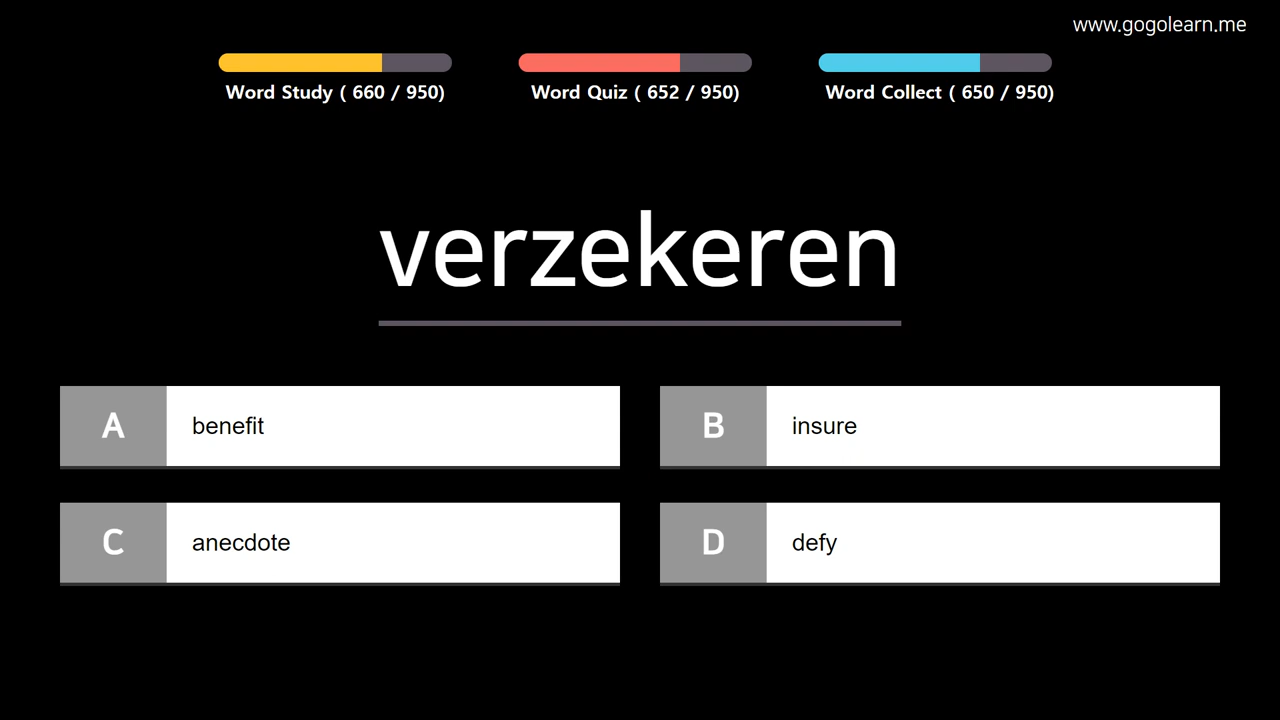 www.gogolearn.me
Word Study ( 660 / 950)
Word Quiz ( 652 / 950)
Word Collect ( 650 / 950)
verzekeren
A benefit
B insure
C anecdote
D defy